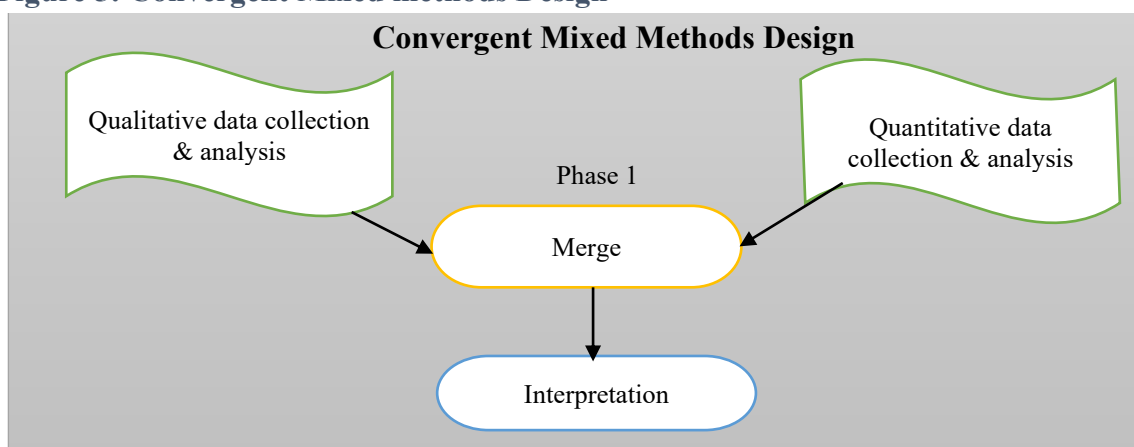 Convergent Mixed Methods Design
Qualitative data collection
& analysis
Quantitative data
collection & analysis
Phase 1
Merge
Interpretation